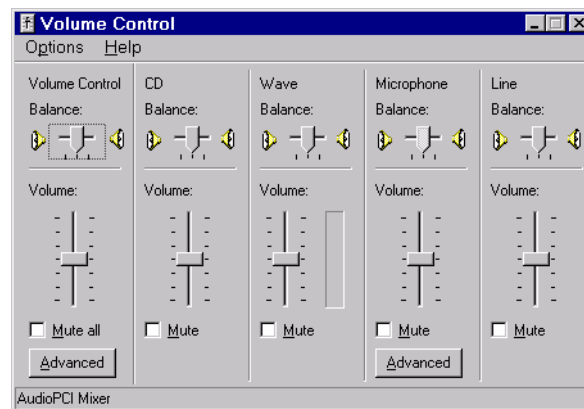 Volume Control
Options Help
Volume Control CD Wave Microphone Line
Balance: Balance: Balance: Balance: Balance:
Volume: Volume: Volume: Volume: Volume:
Mute all Mute Mute Mute Mute
Advanced Advanced
AudioPCI Mixer